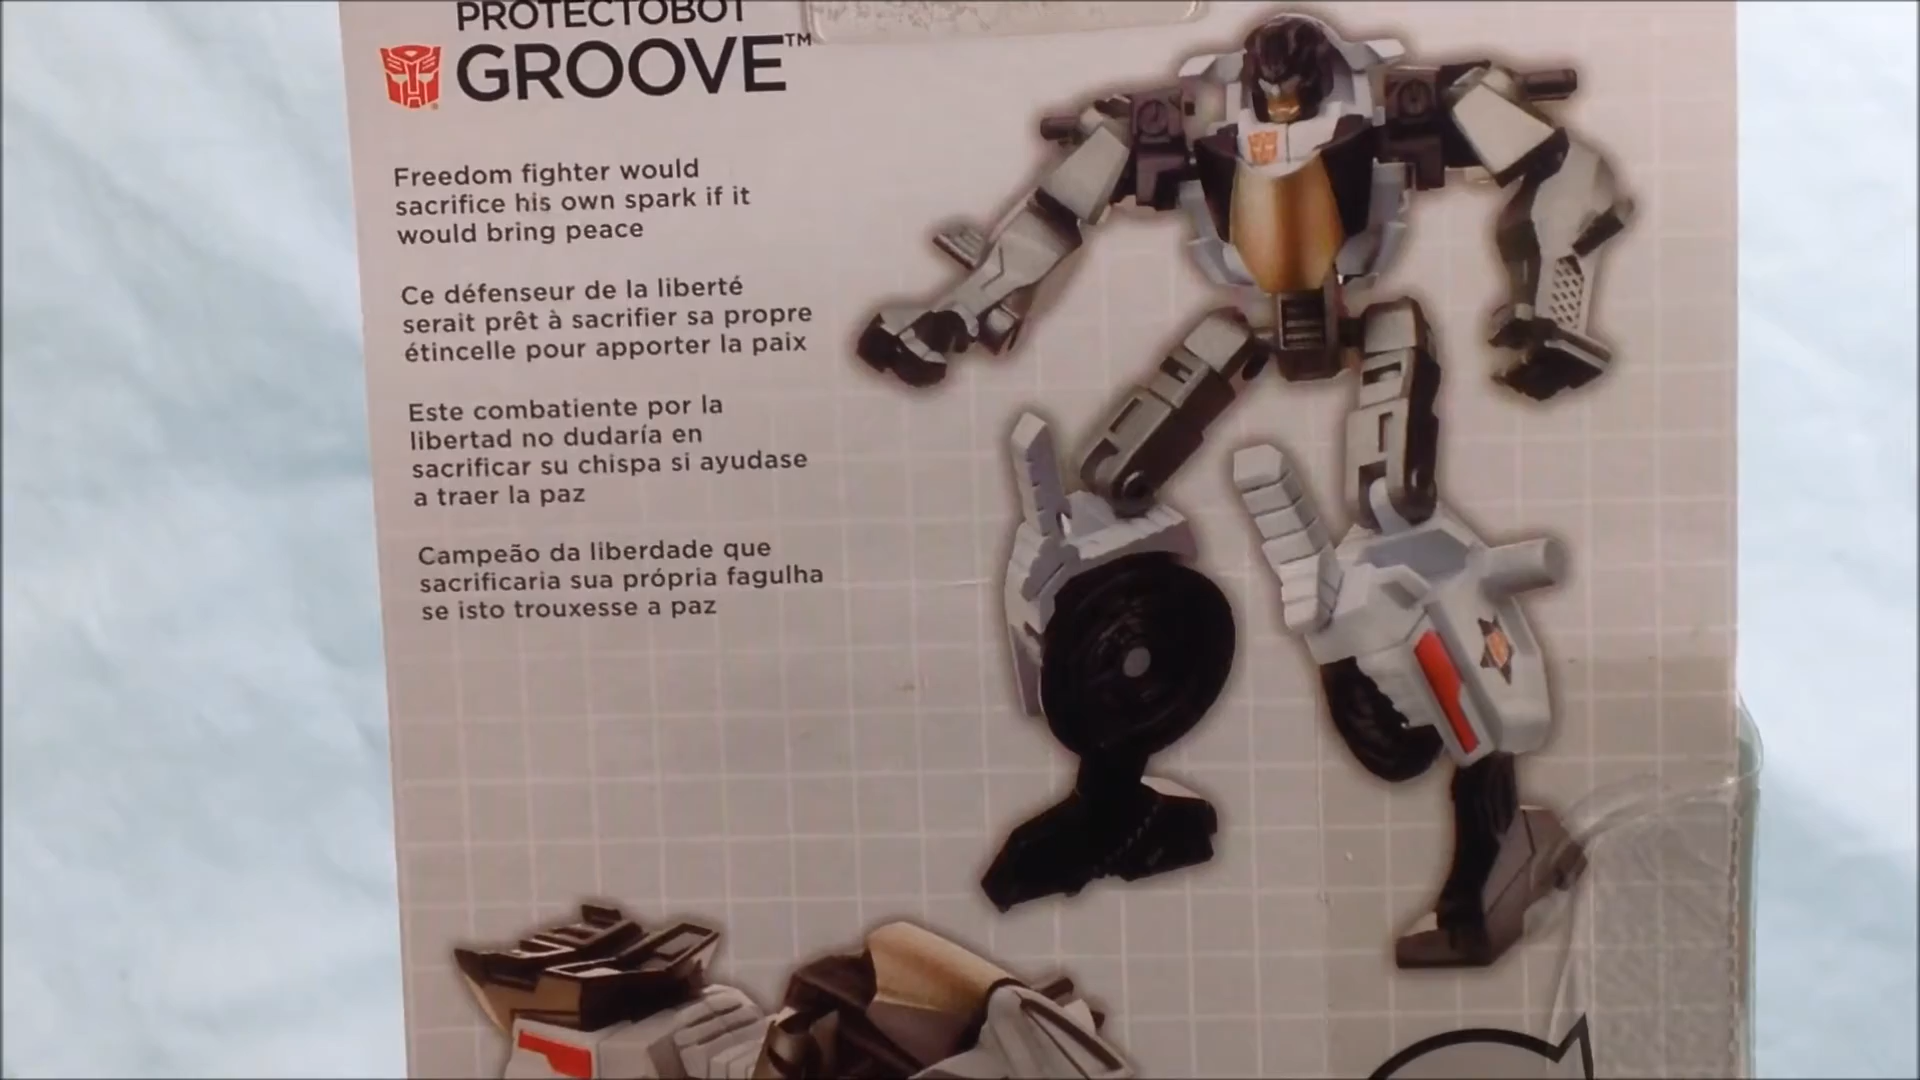 PROTECTOBOT
GROOVE™
Freedom fighter would
sacrifice his own spark if it
would bring peace
Ce défenseur de la liberté
serait prêt à sacrifier sa propre
étincelle pour apporter la paix
Este combatiente por la
libertad no dudaría en
sacrificar su chispa si ayudase
a traer la paz
Campeão da liberdade que
sacrificaria sua própria fagulha
se isto trouxesse a paz